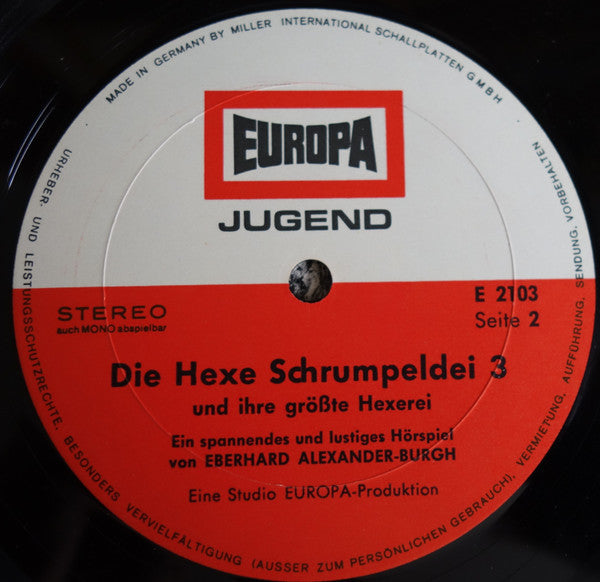 MADE IN GERMANY BY MILLER INTERNATIONAL SCHALLPLATTEN GMBH
EUROPA
JUGEND
STEREO
auch MONO abspielbar
E 2103
Seite 2
Die Hexe Schrumpeldei 3
und ihre größte Hexerei
Ein spannendes und lustiges Hörspiel
von EBERHARD ALEXANDER-BURGH
Eine Studio EUROPA-Produktion
URHEBER- UND LEISTUNGSSCHUTZRECHTE, BESONDERS VERVIELFÄLTIGUNG (AUSSER ZUM PERSÖNLICHEN GEBRAUCH), VERMIETUNG, AUFFÜHRUNG, SENDUNG, VORBEHALTEN